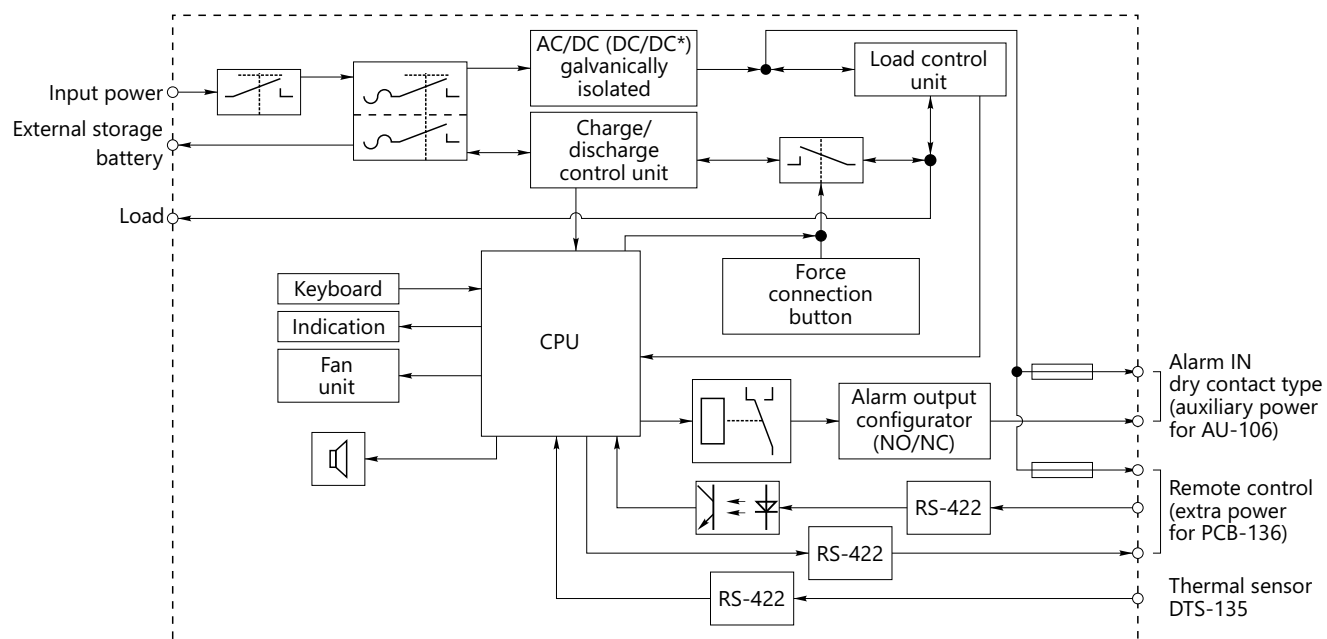 AC/DC (DC/DC*)
galvanically
isolated
Load control
unit
Input power
External storage
battery
Charge/
discharge
control unit
Load
Keyboard
Indication
Fan
unit
CPU
Force
connection
button
Alarm output
configurator
(NO/NC)
Alarm IN
dry contact type
(auxiliary power
for AU-106)
RS-422
Remote control
(extra power
for PCB-136)
RS-422
RS-422
Thermal sensor
DTS-135